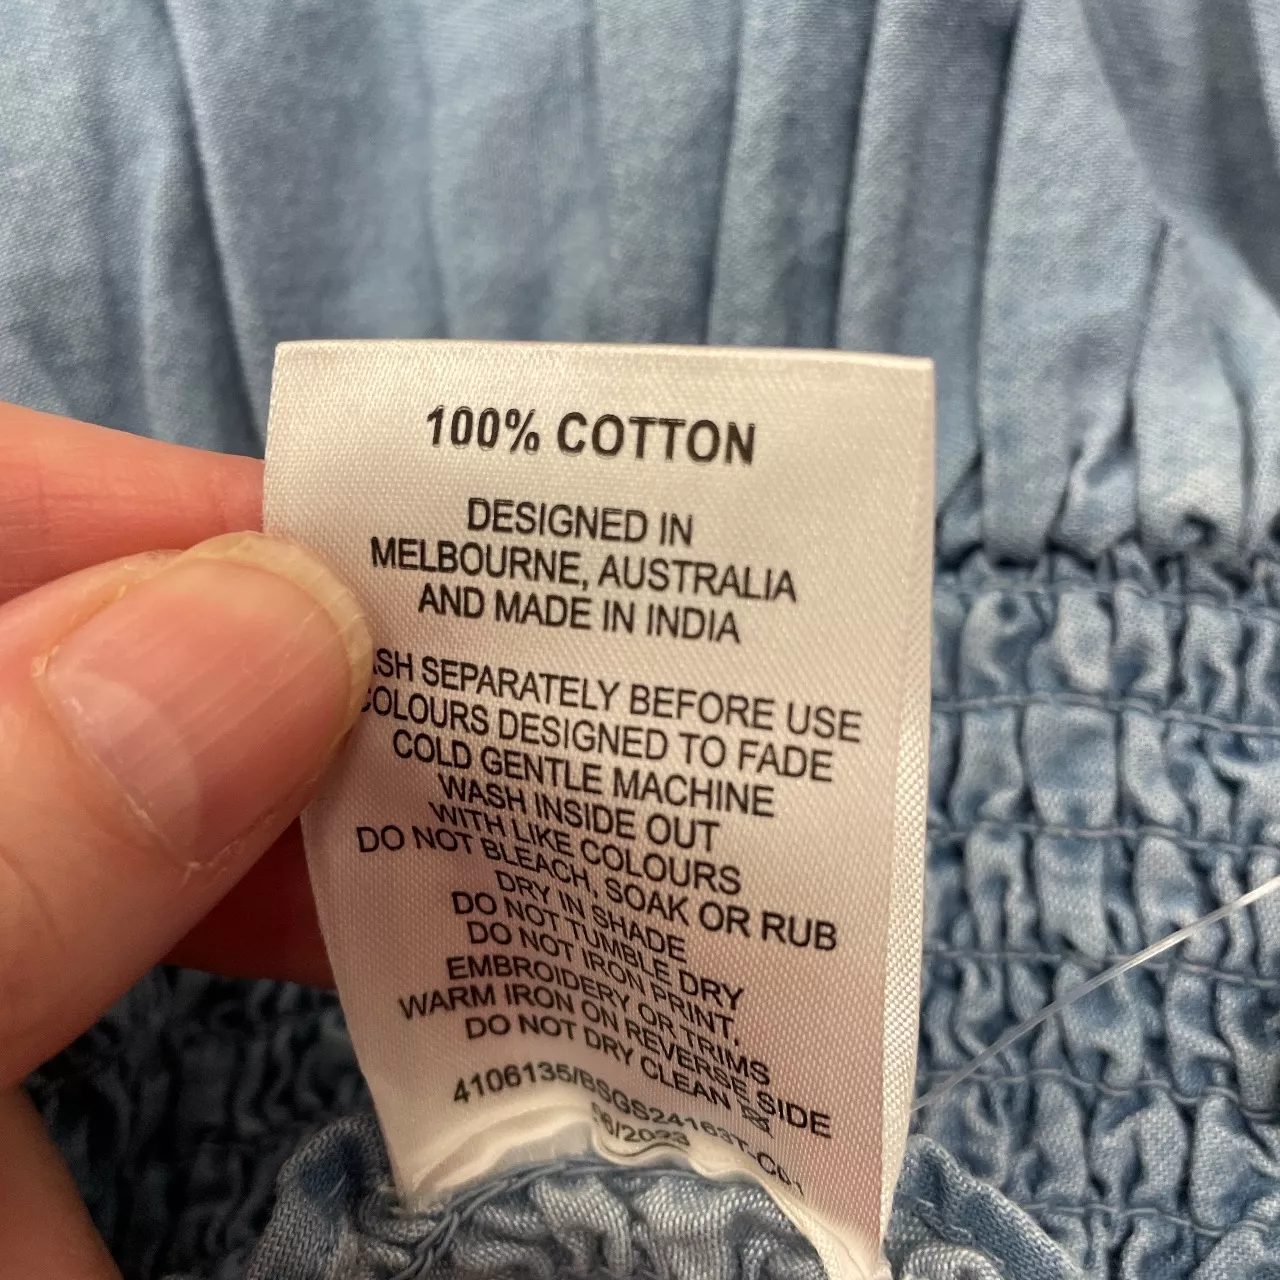 100% COTTON
DESIGNED IN
MELBOURNE, AUSTRALIA
AND MADE IN INDIA
SH SEPARATELY BEFORE USE
COLOURS DESIGNED TO FADE
COLD GENTLE MACHINE
WASH INSIDE OUT
WITH LIKE COLOURS
DO NOT BLEACH, SOAK OR RUB
DRY IN SHADE
DO NOT TUMBLE DRY
DO NOT IRON PRINT,
EMBROIDERY OR TRIMS
WARM IRON ON REVERSE SIDE
DO NOT DRY CLEAN
4106135/BSGS24163T-C01
6/2023